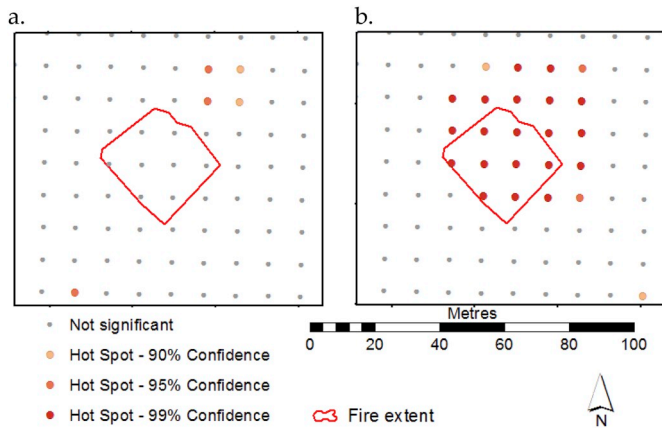 a.
b.
Not significant
Hot Spot - 90% Confidence
Hot Spot - 95% Confidence
Hot Spot - 99% Confidence
Metres
0 20 40 60 80 100
Fire extent
N